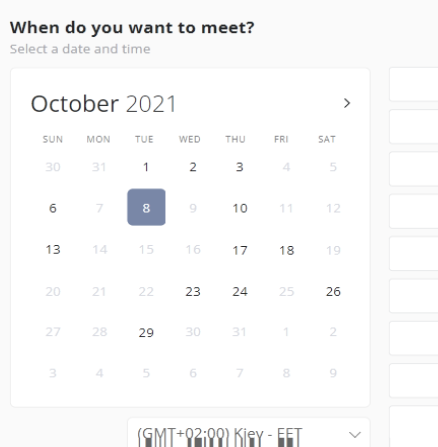 When do you want to meet?
Select a date and time
October 2021 >
SUN MON TUE WED THU FRI SAT
30 31 1 2 3 4 5
6 7 8 9 10 11 12
13 14 15 16 17 18 19
20 21 22 23 24 25 26
27 28 29 30 31 1 2
3 4 5 6 7 8 9
(GMT+02:00) Kiev - EET